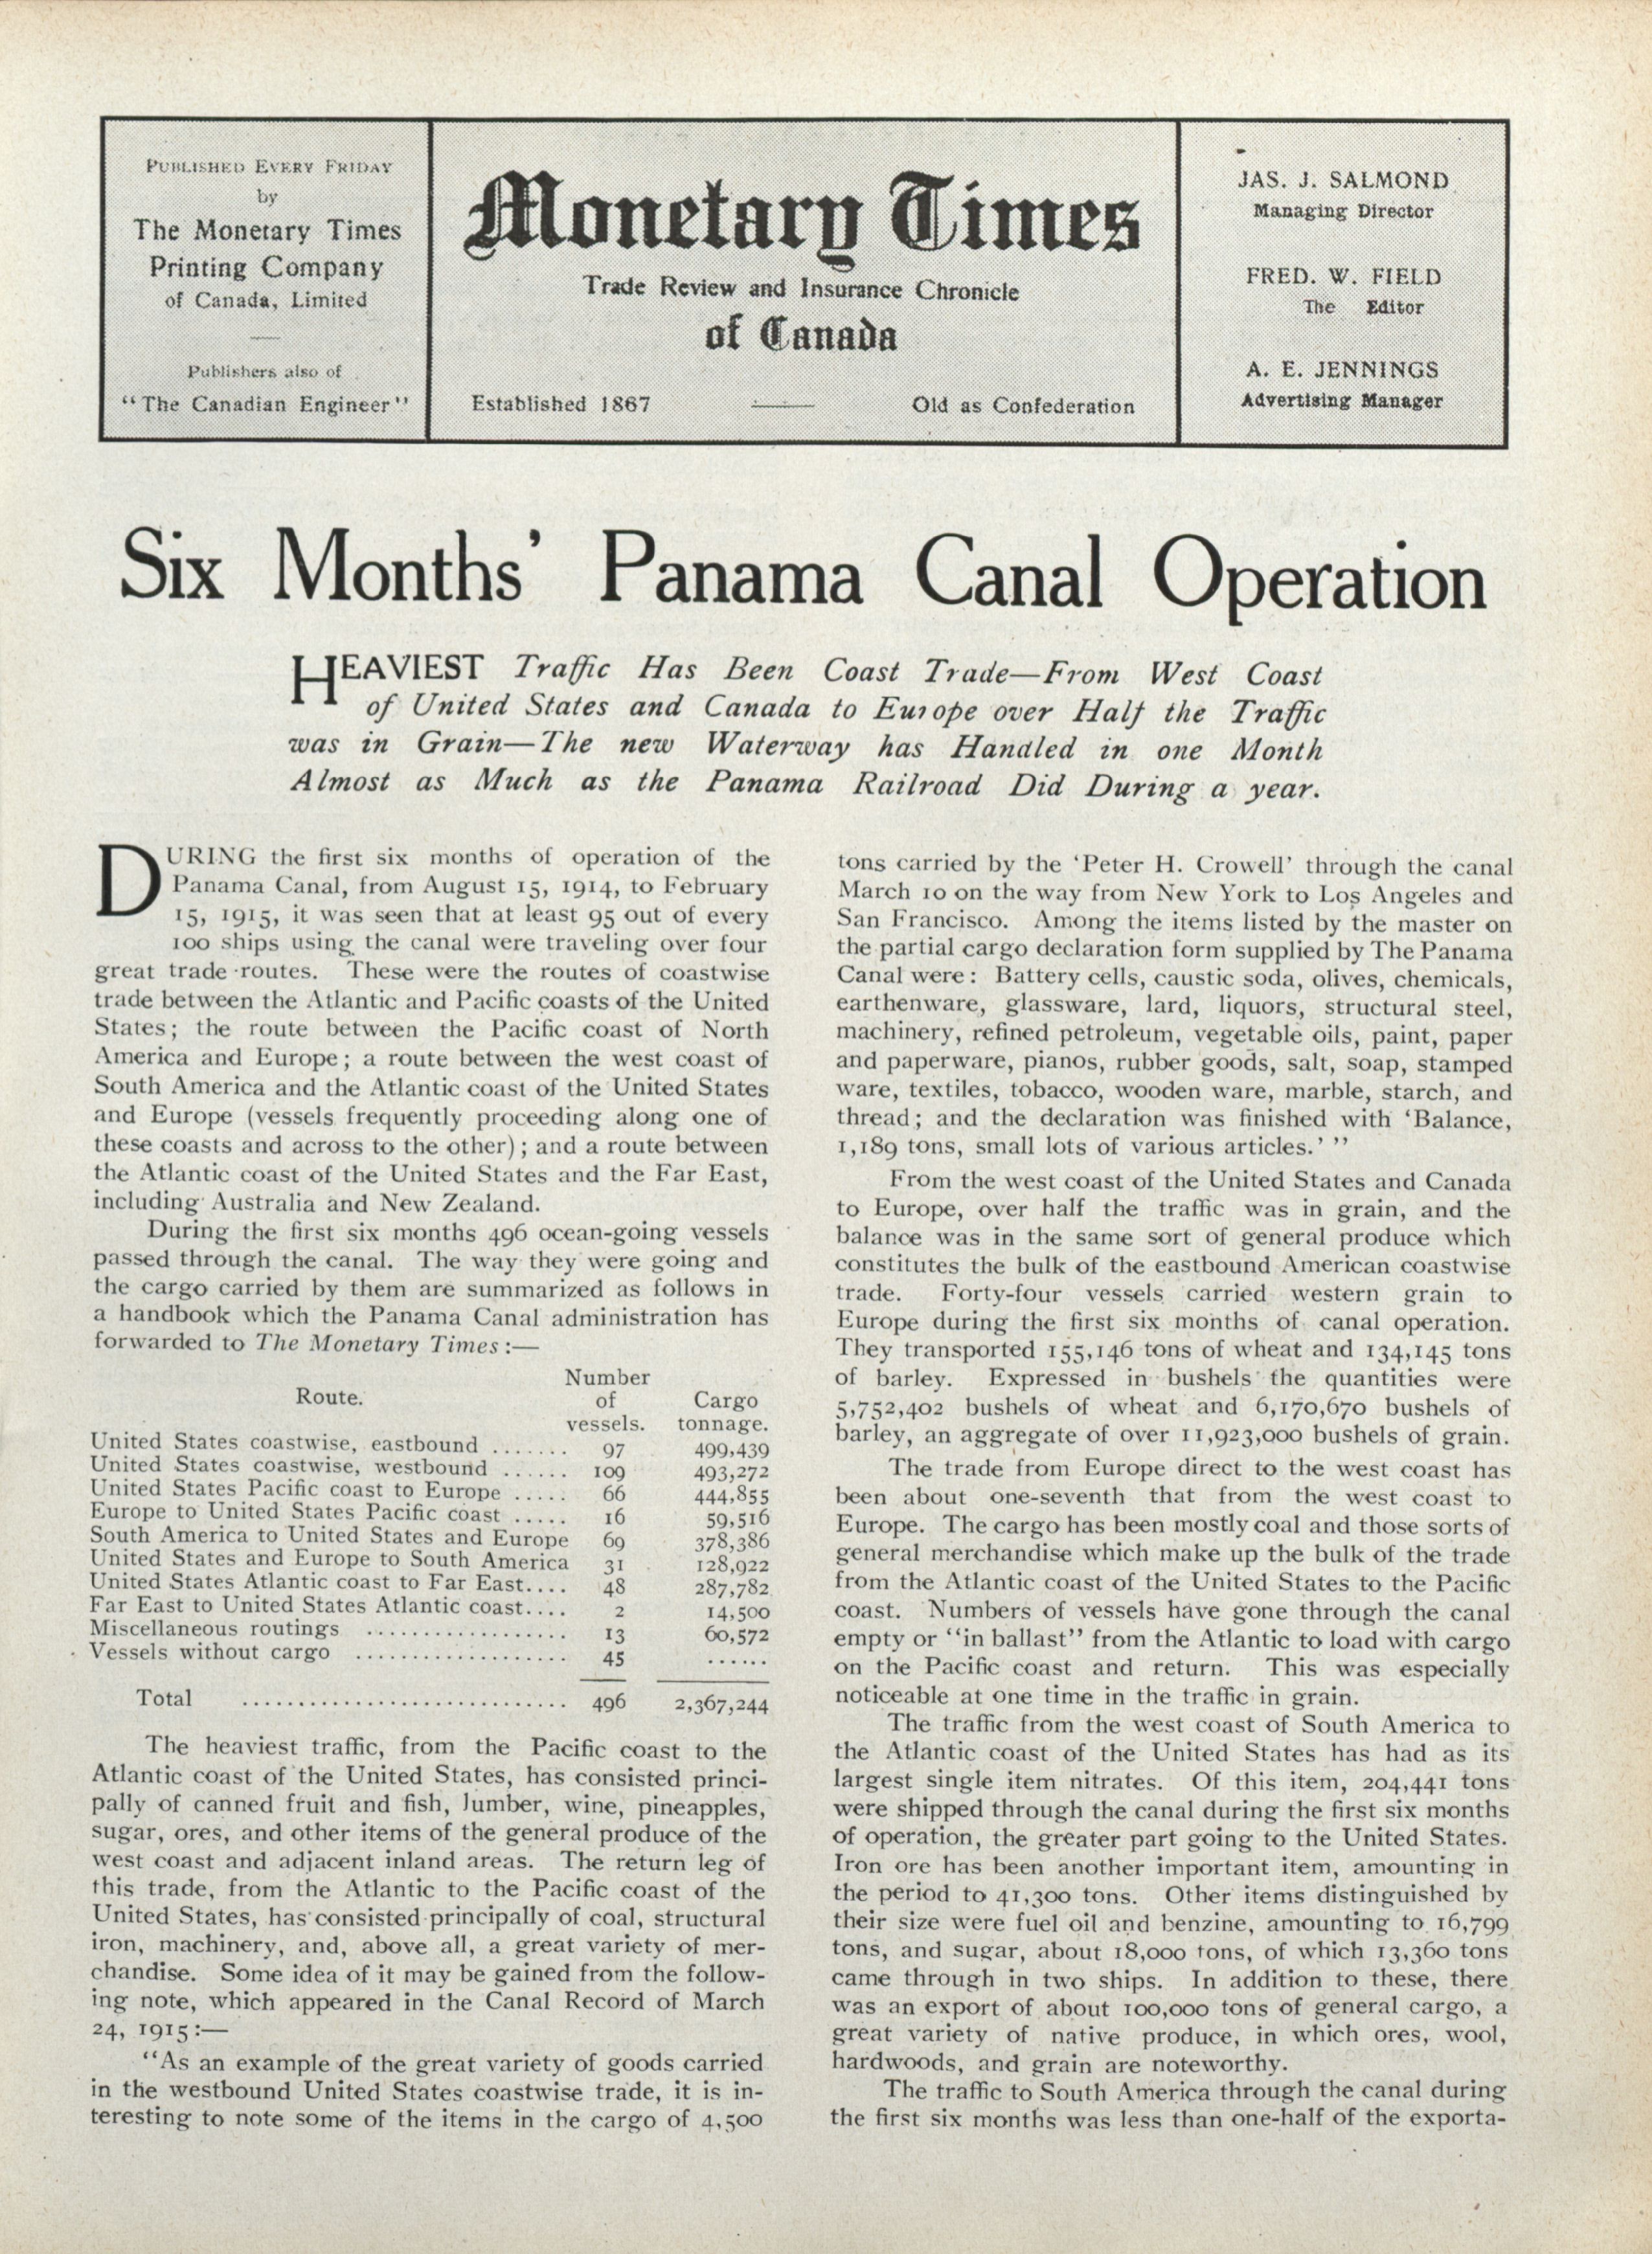 PUBLISHED EVERY FRIDAY
by
The Monetary Times
Printing Company
of Canada, Limited
Publishers also of
"The Canadian Engineer"
Monetary Times
Trade Review and Insurance Chronicle
of Canada
Established 1867
Old as Confederation
JAS. J. SALMOND
Managing Director
FRED. W. FIELD
The Editor
A. E. JENNINGS
Advertising Manager
Six Months' Panama Canal Operation
HEAVIEST Traffic Has Been Coast Trade—From West Coast
of United States and Canada to Europe over Half the Traffic
was in Grain—The new Waterway has Handled in one Month
Almost as Much as the Panama Railroad Did During a year.
DURING the first six months of operation of the
Panama Canal, from August 15, 1914, to February
15, 1915, it was seen that at least 95 out of every
100 ships using the canal were traveling over four
great trade routes. These were the routes of coastwise
trade between the Atlantic and Pacific coasts of the United
States; the route between the Pacific coast of North
America and Europe; a route between the west coast of
South America and the Atlantic coast of the United States
and Europe (vessels frequently proceeding along one of
these coasts and across to the other); and a route between
the Atlantic coast of the United States and the Far East,
including Australia and New Zealand.
During the first six months 496 ocean-going vessels
passed through the canal. The way they were going and
the cargo carried by them are summarized as follows in
a handbook which the Panama Canal administration has
forwarded to The Monetary Times:—
Number
Route. of Cargo
vessels. tonnage.
United States coastwise, eastbound ....... 97 499,439
United States coastwise, westbound ...... 109 493,272
United States Pacific coast to Europe ..... 66 444,855
Europe to United States Pacific coast ..... 16 59,516
South America to United States and Europe 69 378,386
United States and Europe to South America 31 128,922
United States Atlantic coast to Far East.... 48 287,782
Far East to United States Atlantic coast.... 2 14,500
Miscellaneous routings .................. 13 60,572
Vessels without cargo ................... 45 ......
Total ............................. 496 2,367,244
The heaviest traffic, from the Pacific coast to the
Atlantic coast of the United States, has consisted princi-
pally of canned fruit and fish, lumber, wine, pineapples,
sugar, ores, and other items of the general produce of the
west coast and adjacent inland areas. The return leg of
this trade, from the Atlantic to the Pacific coast of the
United States, has consisted principally of coal, structural
iron, machinery, and, above all, a great variety of mer-
chandise. Some idea of it may be gained from the follow-
ing note, which appeared in the Canal Record of March
24, 1915:—
"As an example of the great variety of goods carried
in the westbound United States coastwise trade, it is in-
teresting to note some of the items in the cargo of 4,500
tons carried by the 'Peter H. Crowell' through the canal
March 10 on the way from New York to Los Angeles and
San Francisco. Among the items listed by the master on
the partial cargo declaration form supplied by The Panama
Canal were: Battery cells, caustic soda, olives, chemicals,
earthenware, glassware, lard, liquors, structural steel,
machinery, refined petroleum, vegetable oils, paint, paper
and paperware, pianos, rubber goods, salt, soap, stamped
ware, textiles, tobacco, wooden ware, marble, starch, and
thread; and the declaration was finished with 'Balance,
1,189 tons, small lots of various articles.' "
From the west coast of the United States and Canada
to Europe, over half the traffic was in grain, and the
balance was in the same sort of general produce which
constitutes the bulk of the eastbound American coastwise
trade. Forty-four vessels carried western grain to
Europe during the first six months of canal operation.
They transported 155,146 tons of wheat and 134,145 tons
of barley. Expressed in bushels the quantities were
5,752,402 bushels of wheat and 6,170,670 bushels of
barley, an aggregate of over 11,923,000 bushels of grain.
The trade from Europe direct to the west coast has
been about one-seventh that from the west coast to
Europe. The cargo has been mostly coal and those sorts of
general merchandise which make up the bulk of the trade
from the Atlantic coast of the United States to the Pacific
coast. Numbers of vessels have gone through the canal
empty or "in ballast" from the Atlantic to load with cargo
on the Pacific coast and return. This was especially
noticeable at one time in the traffic in grain.
The traffic from the west coast of South America to
the Atlantic coast of the United States has had as its
largest single item nitrates. Of this item, 204,441 tons
were shipped through the canal during the first six months
of operation, the greater part going to the United States.
Iron ore has been another important item, amounting in
the period to 41,300 tons. Other items distinguished by
their size were fuel oil and benzine, amounting to 16,799
tons, and sugar, about 18,000 tons, of which 13,360 tons
came through in two ships. In addition to these, there
was an export of about 100,000 tons of general cargo, a
great variety of native produce, in which ores, wool,
hardwoods, and grain are noteworthy.
The traffic to South America through the canal during
the first six months was less than one-half of the exporta-